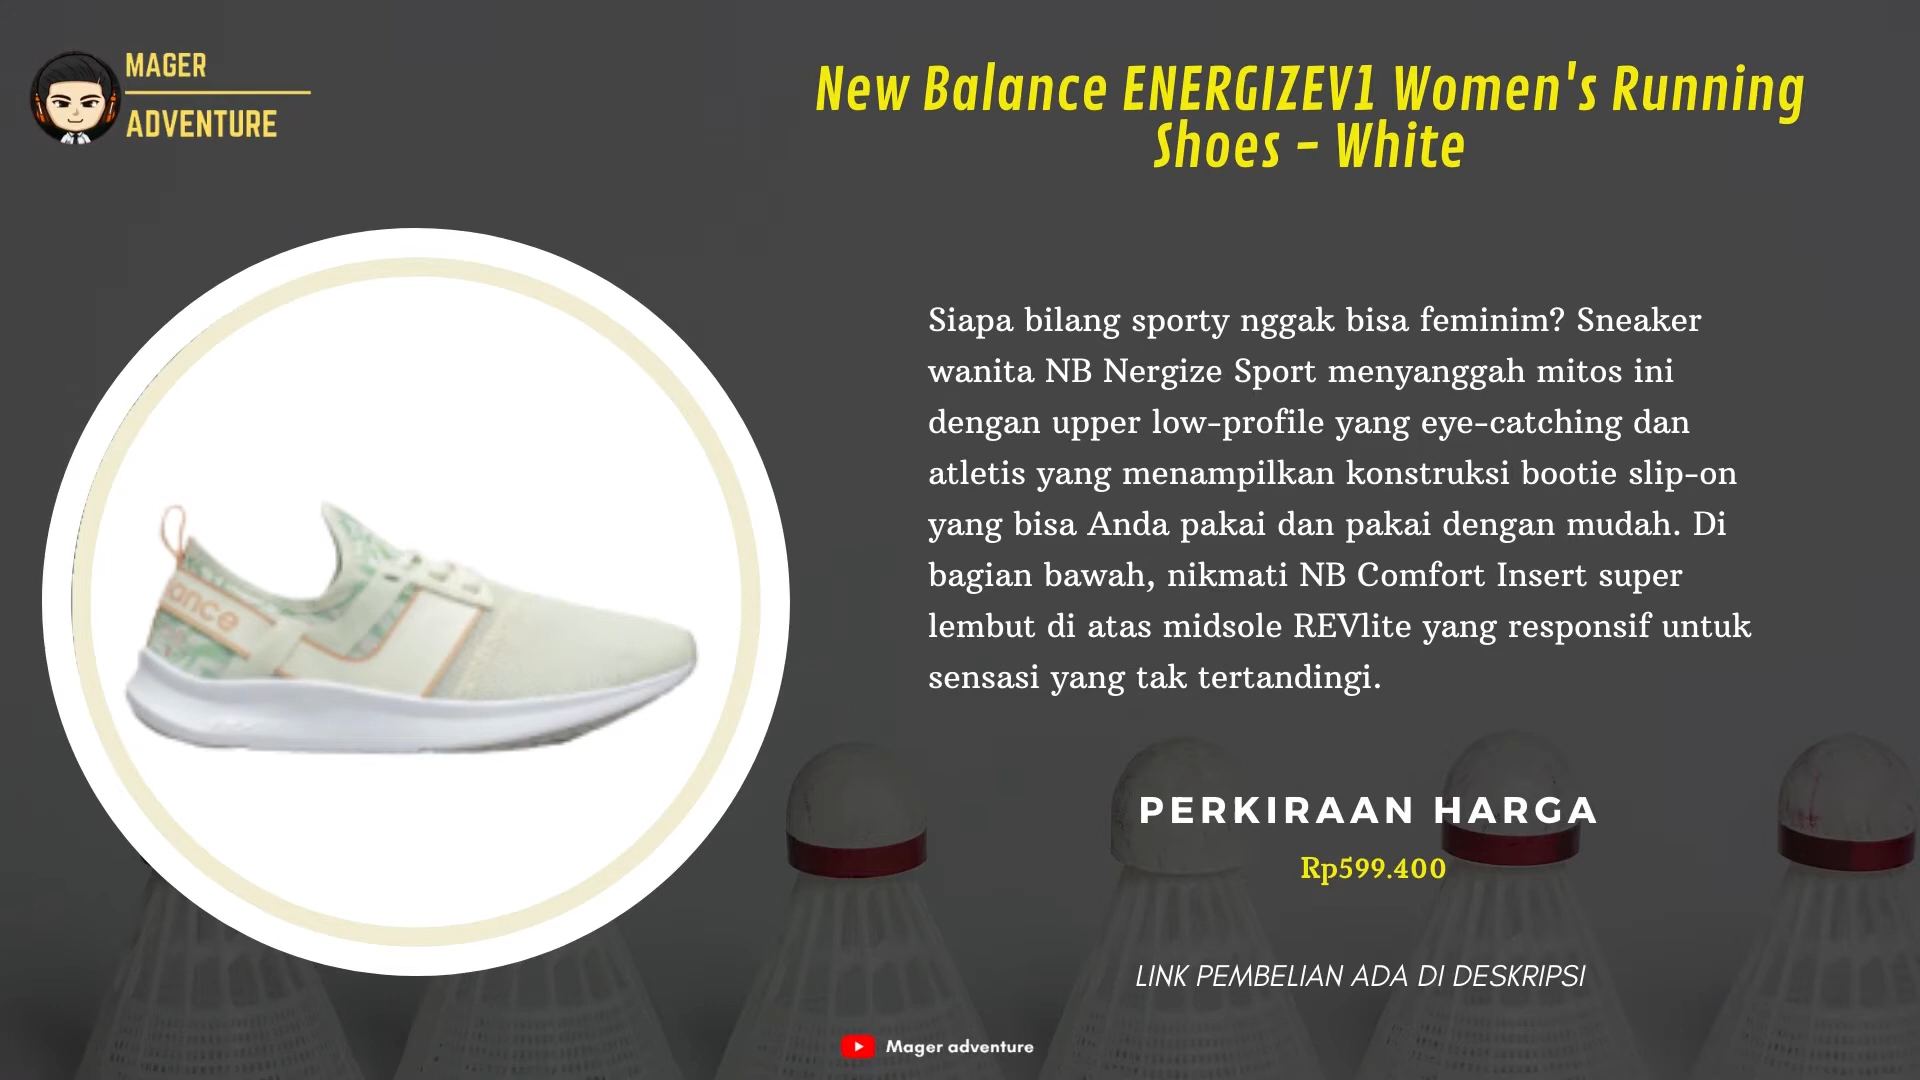 MAGER
ADVENTURE
New Balance ENERGIZEV1 Women's Running
Shoes - White
Siapa bilang sporty nggak bisa feminim? Sneaker
wanita NB Nergize Sport menyanggah mitos ini
dengan upper low-profile yang eye-catching dan
atletis yang menampilkan konstruksi bootie slip-on
yang bisa Anda pakai dan pakai dengan mudah. Di
bagian bawah, nikmati NB Comfort Insert super
lembut di atas midsole REVlite yang responsif untuk
sensasi yang tak tertandingi.
ance
PERKIRAAN HARGA
Rp599.400
LINK PEMBELIAN ADA DI DESKRIPSI
Mager adventure